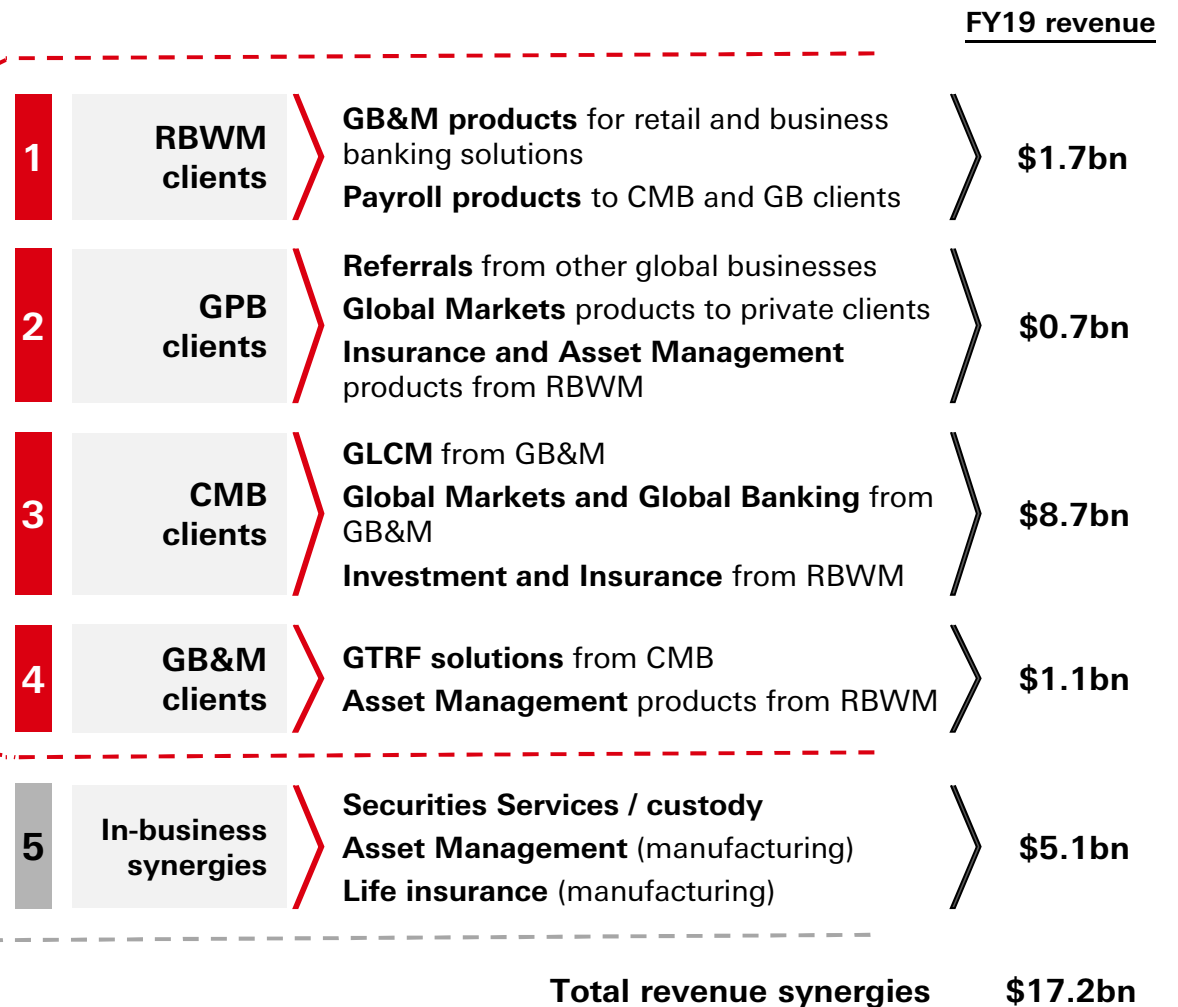 FY19 revenue
1
RBWM
clients
GB&M products for retail and business
banking solutions
Payroll products to CMB and GB clients
$1.7bn
2
GPB
clients
Referrals from other global businesses
Global Markets products to private clients
Insurance and Asset Management
products from RBWM
$0.7bn
3
CMB
clients
GLCM from GB&M
Global Markets and Global Banking from
GB&M
Investment and Insurance from RBWM
$8.7bn
4
GB&M
clients
GTRF solutions from CMB
Asset Management products from RBWM
$1.1bn
5
In-business
synergies
Securities Services / custody
Asset Management (manufacturing)
Life insurance (manufacturing)
$5.1bn
Total revenue synergies $17.2bn